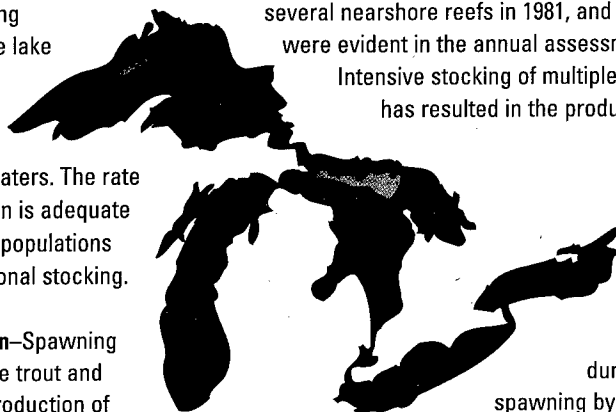 ng
e lake
aters. The rate
n is adequate
populations
onal stocking.
n–Spawning
e trout and
roduction of
several nearshore reefs in 1981, and
were evident in the annual assessm
Intensive stocking of multiple
has resulted in the produ
dur
spawning by